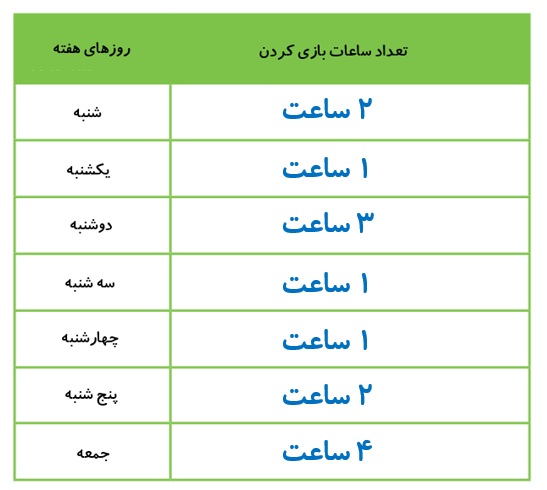 تعداد ساعات بازی کردن روزهای هفته
۲ ساعت شنبه
۱ ساعت یکشنبه
۳ ساعت دوشنبه
۱ ساعت سه شنبه
۱ ساعت چهارشنبه
۲ ساعت پنج شنبه
۴ ساعت جمعه